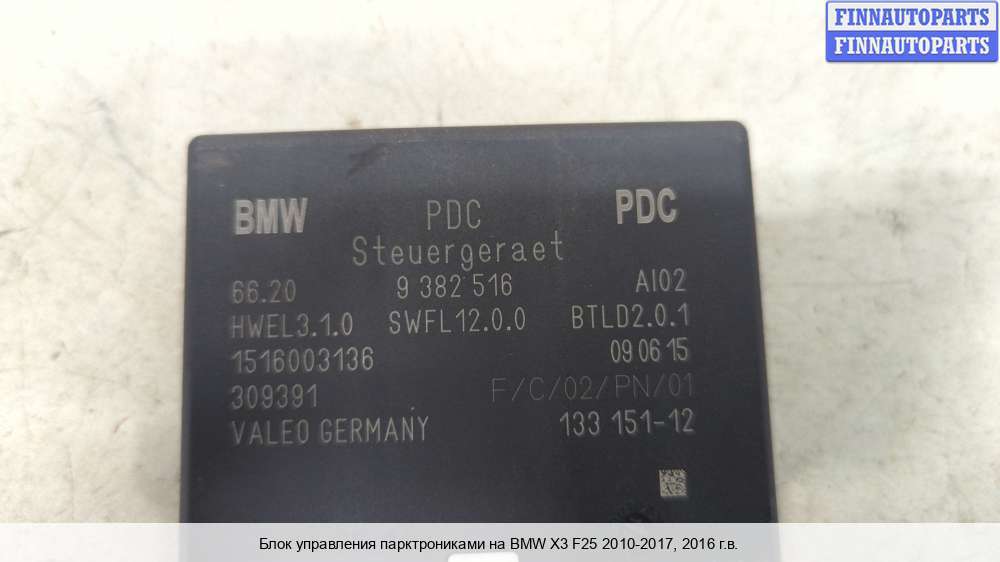 FINNAUTOPARTS
FINNAUTOPARTS
BMW PDC PDC
Steuergeraet
66.20 9 382 516 AI02
HWEL3.1.0 SWFL12.0.0 BTLD2.0.1
1516003136 09 06 15
309391 F/C/02/PN/01
VALEO GERMANY 133 151-12
Блок управления парктрониками на BMW X3 F25 2010-2017, 2016 г.в.